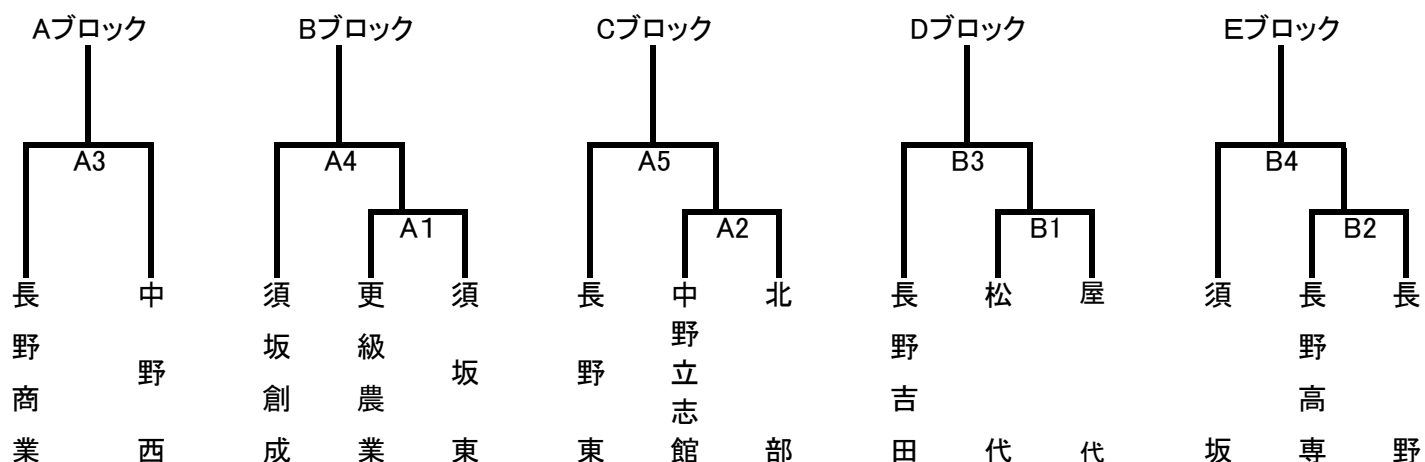 Aブロック
Bブロック
Cブロック
Dブロック
Eブロック
A3
A4
A5
B3
B4
A1
A2
B1
B2
長野商業
中野西
須坂創成
更級農業
須坂東
長野東
中野立志館
北部
長野吉田
松代
屋代
須坂
長野高専
長野